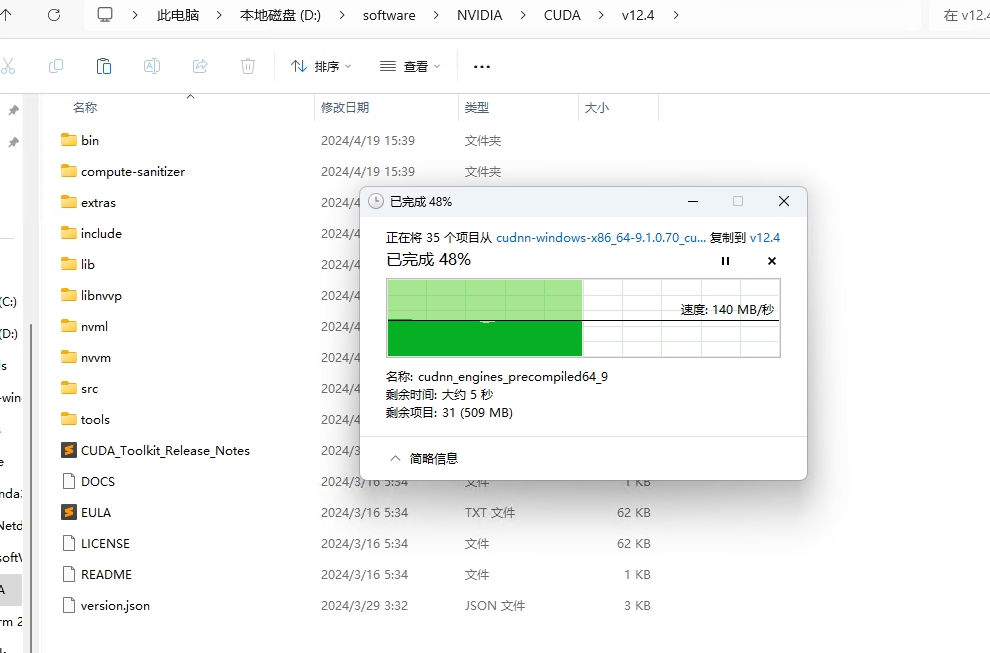 此电脑 > 本地磁盘 (D:) > software > NVIDIA > CUDA > v12.4 > 在 v12.4
排序 查看 ...
名称 修改日期 类型 大小
bin 2024/4/19 15:39 文件夹
compute-sanitizer 2024/4/19 15:39 文件夹
extras 2024/4
include 2024/4
lib 2024/4
libnvvp 2024/4
(C:)
nvml 2024/4
(D:)
nvvm 2024/4
src 2024/4
-win
tools 2024/4
CUDA_Toolkit_Release_Notes 2024/3
DOCS 2024/3/16 5:34 文件 1 KB
EULA 2024/3/16 5:34 TXT 文件 62 KB
LICENSE 2024/3/16 5:34 文件 62 KB
README 2024/3/16 5:34 文件 1 KB
version.json 2024/3/29 3:32 JSON 文件 3 KB
已完成 48%
正在将 35 个项目从 cudnn-windows-x86_64-9.1.0.70_cu... 复制到 v12.4
已完成 48%
速度: 140 MB/秒
名称: cudnn_engines_precompiled64_9
剩余时间: 大约 5 秒
剩余项目: 31 (509 MB)
简略信息